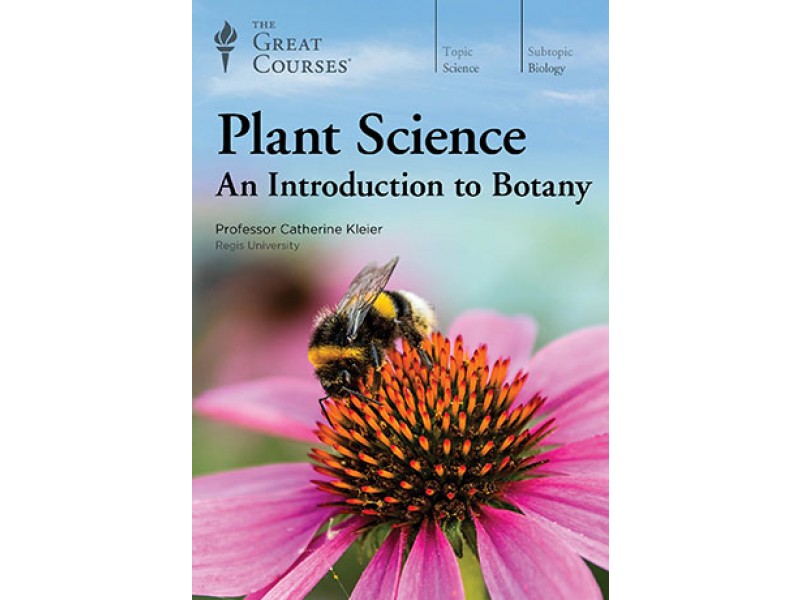 THE
GREAT
COURSES®
Topic
Science
Subtopic
Biology
Plant Science
An Introduction to Botany
Professor Catherine Kleier
Regis University